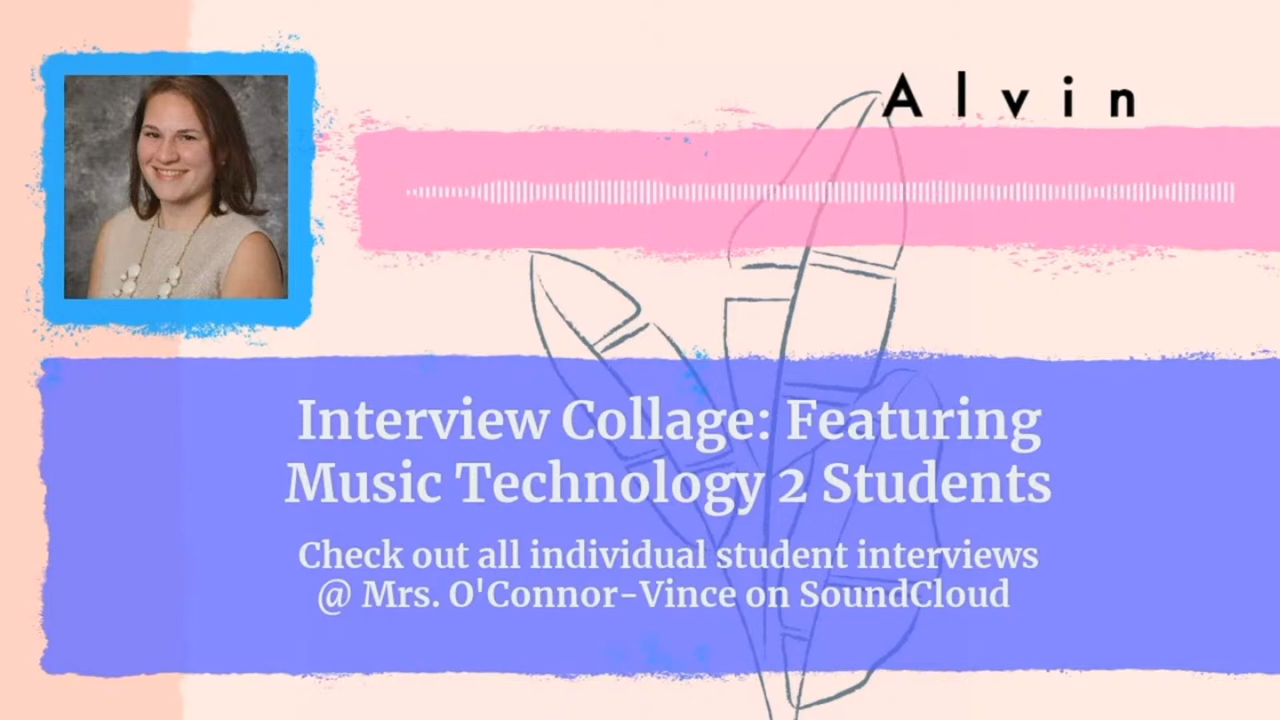 Alvin
Interview Collage: Featuring
Music Technology 2 Students
Check out all individual student interviews
@ Mrs. O'Connor-Vince on SoundCloud